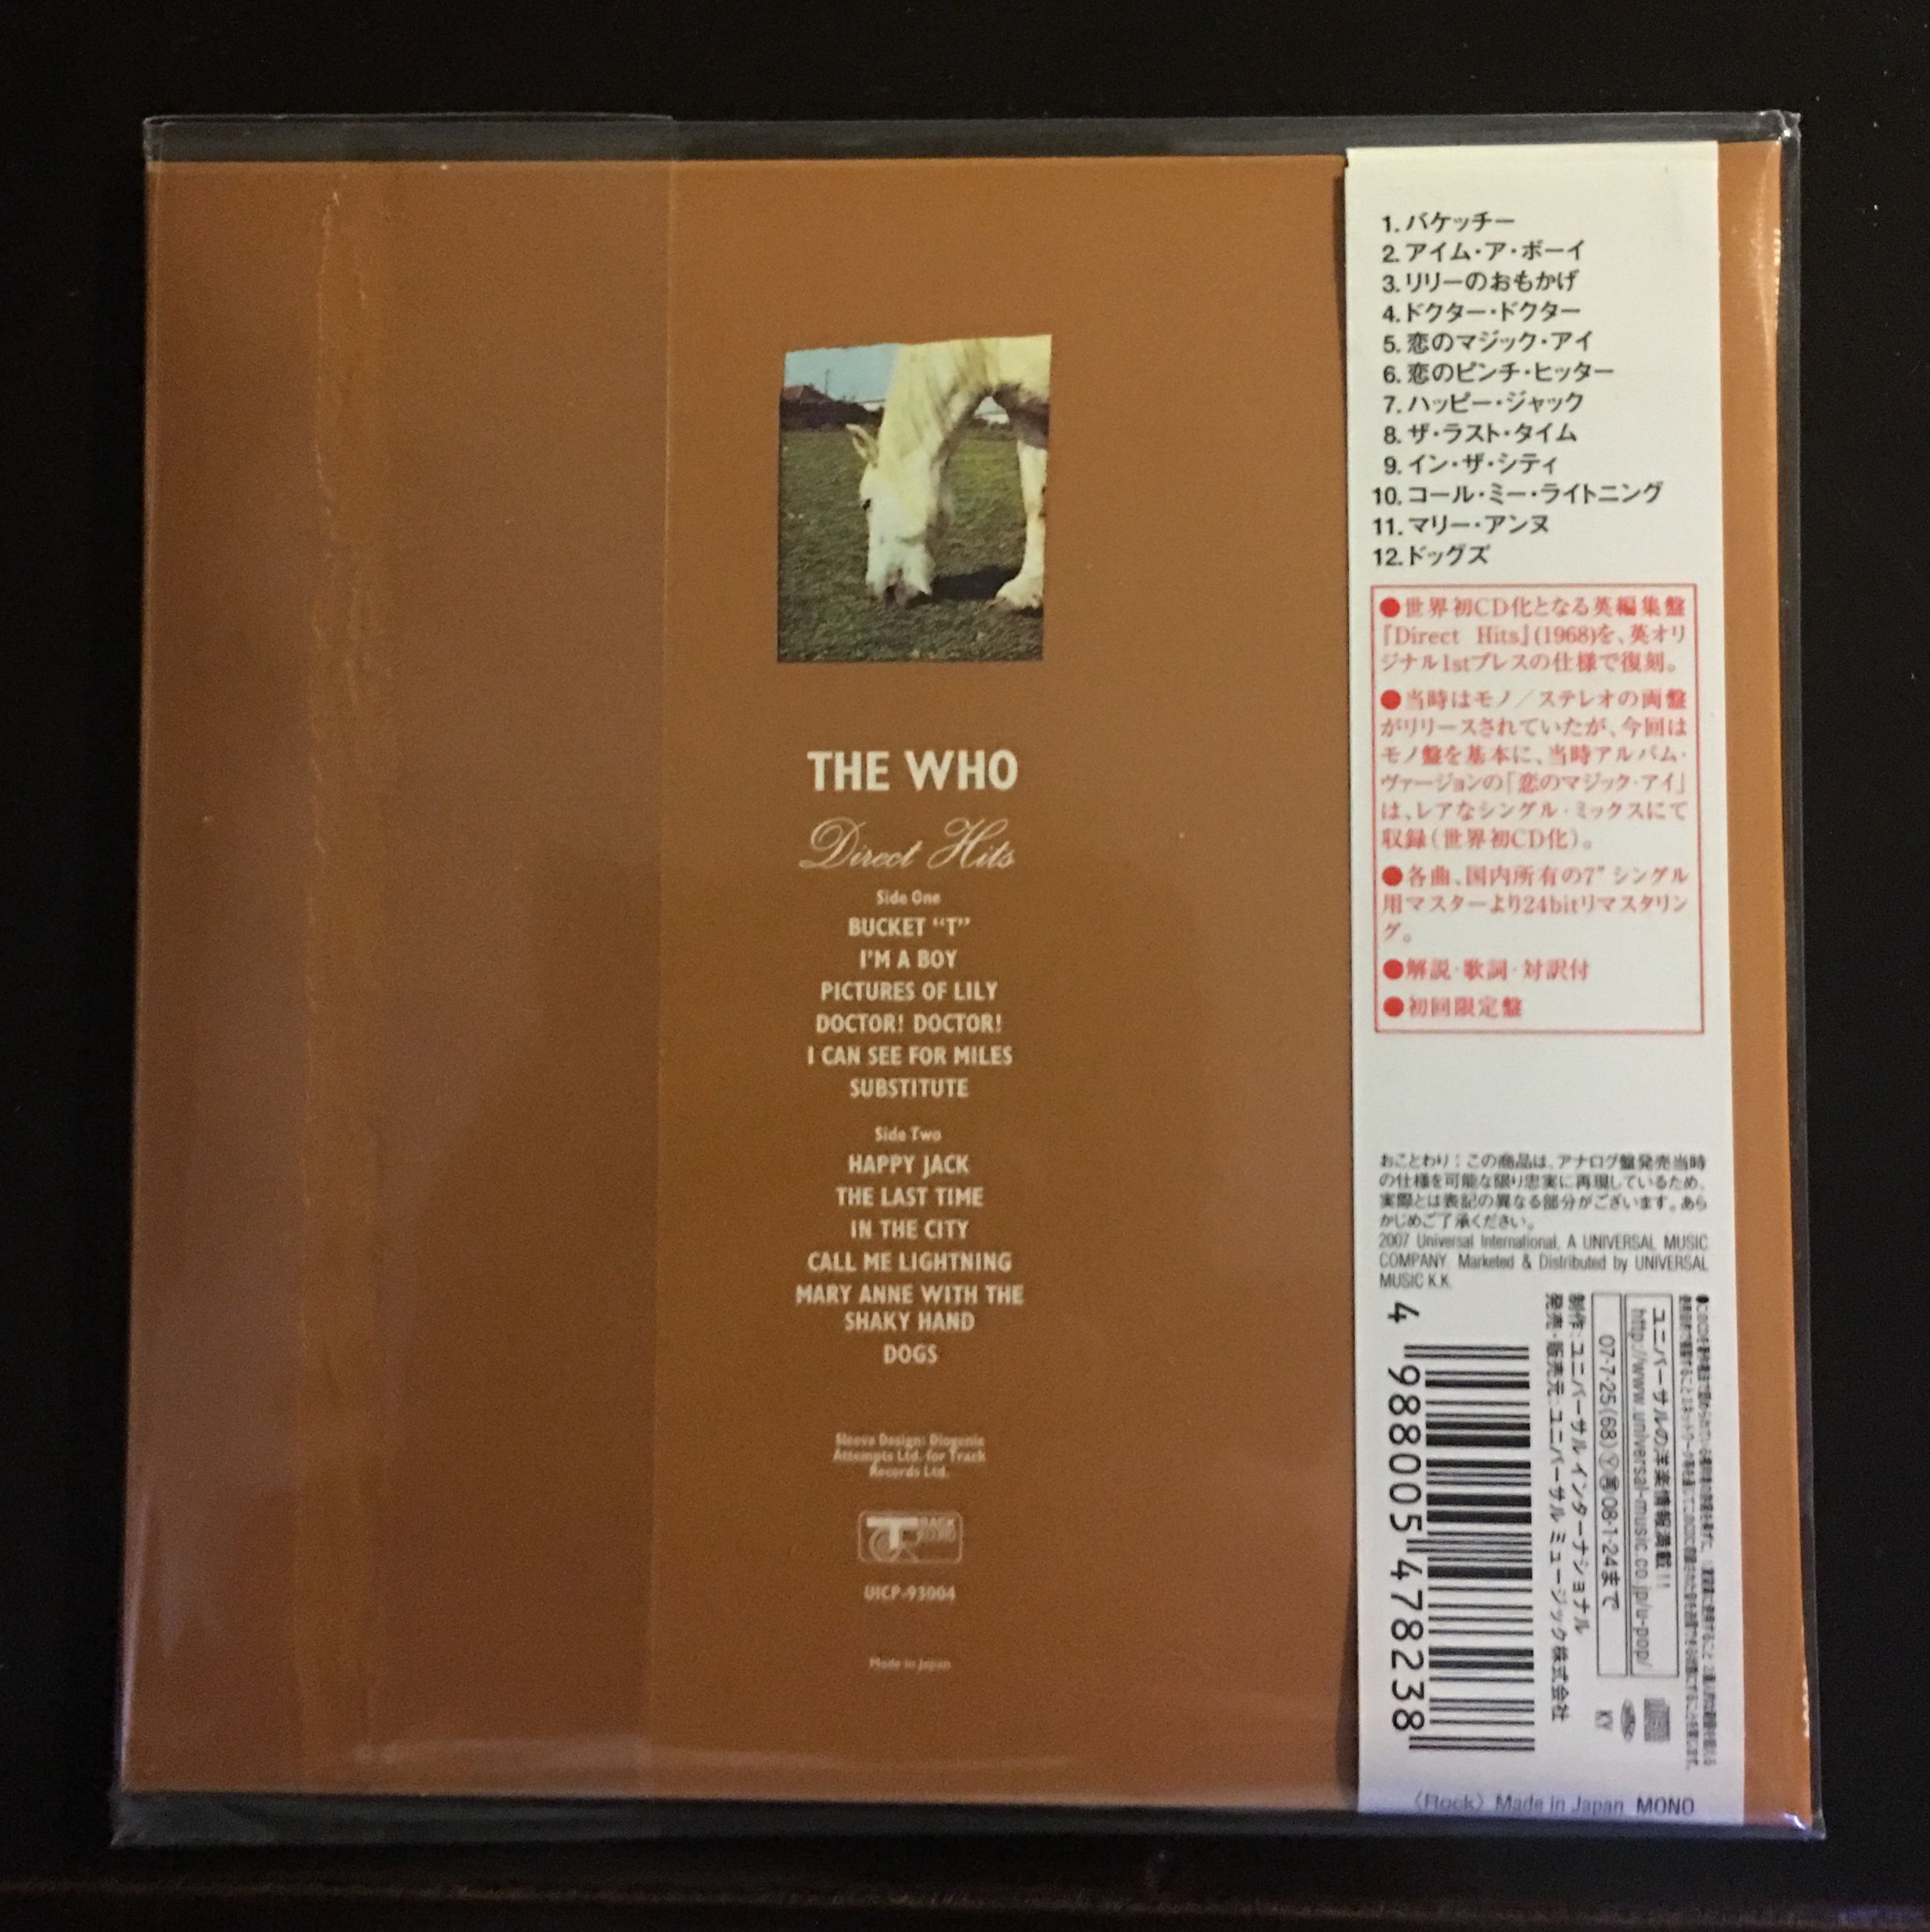 THE WHO
Direct Hits
Side One
BUCKET “T”
I'M A BOY
PICTURES OF LILY
DOCTOR! DOCTOR!
I CAN SEE FOR MILES
SUBSTITUTE
Side Two
HAPPY JACK
THE LAST TIME
IN THE CITY
CALL ME LIGHTNING
MARY ANNE WITH THE
SHAKY HAND
DOGS
Sleeve Design: Diogenic
Attempts Ltd. for Track
Records Ltd.
TRACK
RECORD
UICP-93004
Made in Japan
1. バケッチー
2. アイム・ア・ボーイ
3. リリーのおもかげ
4. ドクター・ドクター
5. 恋のマジック・アイ
6. 恋のピンチ・ヒッター
7. ハッピー・ジャック
8. ザ・ラスト・タイム
9. イン・ザ・シティ
10. コール・ミー・ライトニング
11. マリー・アンヌ
12. ドッグズ
●世界初CD化となる英編集盤
『Direct Hits』(1968)を、英オリ
ジナル1stプレスの仕様で復刻。
●当時はモノ／ステレオの両盤
がリリースされていたが、今回は
モノ盤を基本に、当時アルバム・
ヴァージョンの「恋のマジック・アイ」
は、レアなシングル・ミックスにて
収録（世界初CD化）。
●各曲、国内所有の7"シングル
用マスターより24bitリマスタリン
グ。
●解説・歌詞・対訳付
●初回限定盤
おことわり：この商品は、アナログ盤発売当時
の仕様を可能な限り忠実に再現しているため、
実際とは表記の異なる部分がございます。あら
かじめご了承ください。
2007 Universal International, A UNIVERSAL MUSIC
COMPANY. Marketed & Distributed by UNIVERSAL
MUSIC K.K.
ユニバーサルの洋楽情報満載!!
http://www.universal-music.co.jp/u-pop/
07-7-25(68)Ⓨ㊢08·1·24まで
制作：ユニバーサル インターナショナル
発売・販売元：ユニバーサル ミュージック株式会社
4 988005 478238
KY
〈Rock〉 Made in Japan MONO